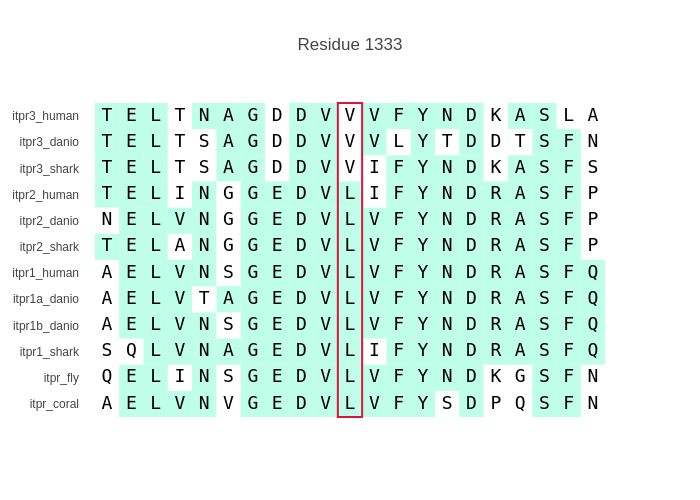 Residue 1333
itpr3_human T E L T N A G D D V V V F Y N D K A S L A
itpr3_danio T E L T S A G D D V V V L Y T D D T S F N
itpr3_shark T E L T S A G D D V V I F Y N D K A S F S
itpr2_human T E L I N G G E D V L I F Y N D R A S F P
itpr2_danio N E L V N G G E D V L V F Y N D R A S F P
itpr2_shark T E L A N G G E D V L V F Y N D R A S F P
itpr1_human A E L V N S G E D V L V F Y N D R A S F Q
itpr1a_danio A E L V T A G E D V L V F Y N D R A S F Q
itpr1b_danio A E L V N S G E D V L V F Y N D R A S F Q
itpr1_shark S Q L V N A G E D V L I F Y N D R A S F Q
itpr_fly Q E L I N S G E D V L V F Y N D K G S F N
itpr_coral A E L V N V G E D V L V F Y S D P Q S F N